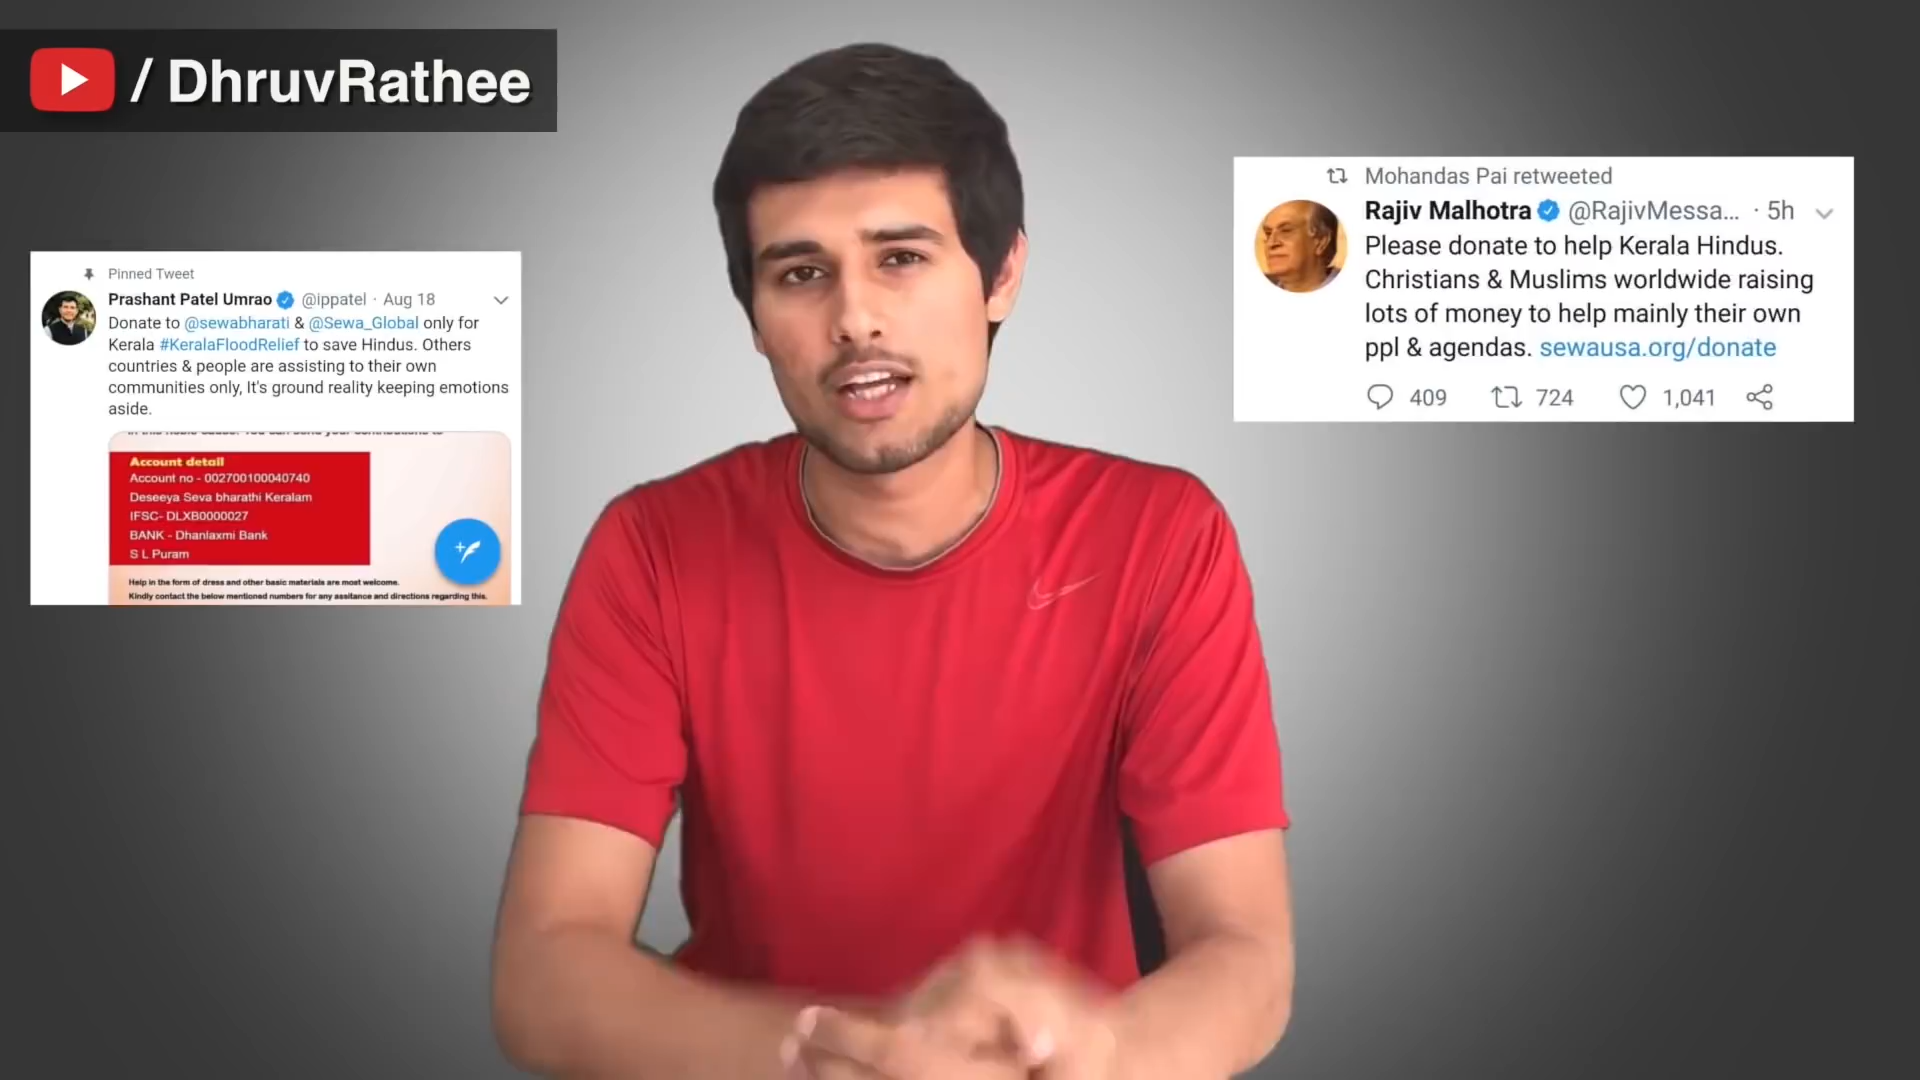 / DhruvRathee
Pinned Tweet
Prashant Patel Umrao @ippatel · Aug 18
Donate to @sewabharati & @Sewa_Global only for
Kerala #KeralaFloodRelief to save Hindus. Others
countries & people are assisting to their own
communities only, It's ground reality keeping emotions
aside.
Account detail
Account no - 002700100040740
Deseeya Seva bharathi Keralam
IFSC- DLXB0000027
BANK - Dhanlaxmi Bank
S L Puram
Help in the form of dress and other basic materials are most welcome.
Kindly contact the below mentioned numbers for any assitance and directions regarding this.
Mohandas Pai retweeted
Rajiv Malhotra @RajivMessa... · 5h
Please donate to help Kerala Hindus.
Christians & Muslims worldwide raising
lots of money to help mainly their own
ppl & agendas. sewausa.org/donate
409 724 1,041